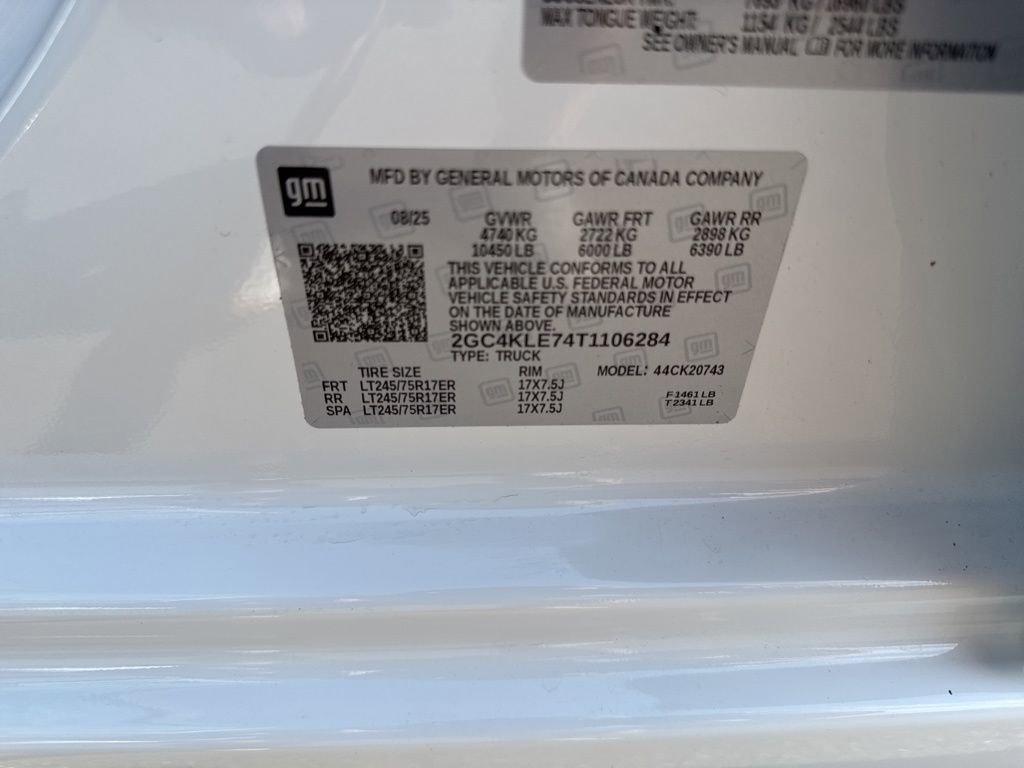 KG / LBS
MAX TONGUE WEIGHT: 1154 KG / 2544 LBS
SEE OWNER'S MANUAL FOR MORE INFORMATION
gm
MFD BY GENERAL MOTORS OF CANADA COMPANY
08/25 GVWR GAWR FRT GAWR RR
4740 KG 2722 KG 2898 KG
10450 LB 6000 LB 6390 LB
THIS VEHICLE CONFORMS TO ALL
APPLICABLE U.S. FEDERAL MOTOR
VEHICLE SAFETY STANDARDS IN EFFECT
ON THE DATE OF MANUFACTURE
SHOWN ABOVE.
2GC4KLE74T1106284
TYPE: TRUCK
TIRE SIZE RIM MODEL: 44CK20743
FRT LT245/75R17ER 17X7.5J
RR LT245/75R17ER 17X7.5J F1461 LB
SPA LT245/75R17ER 17X7.5J T2341 LB